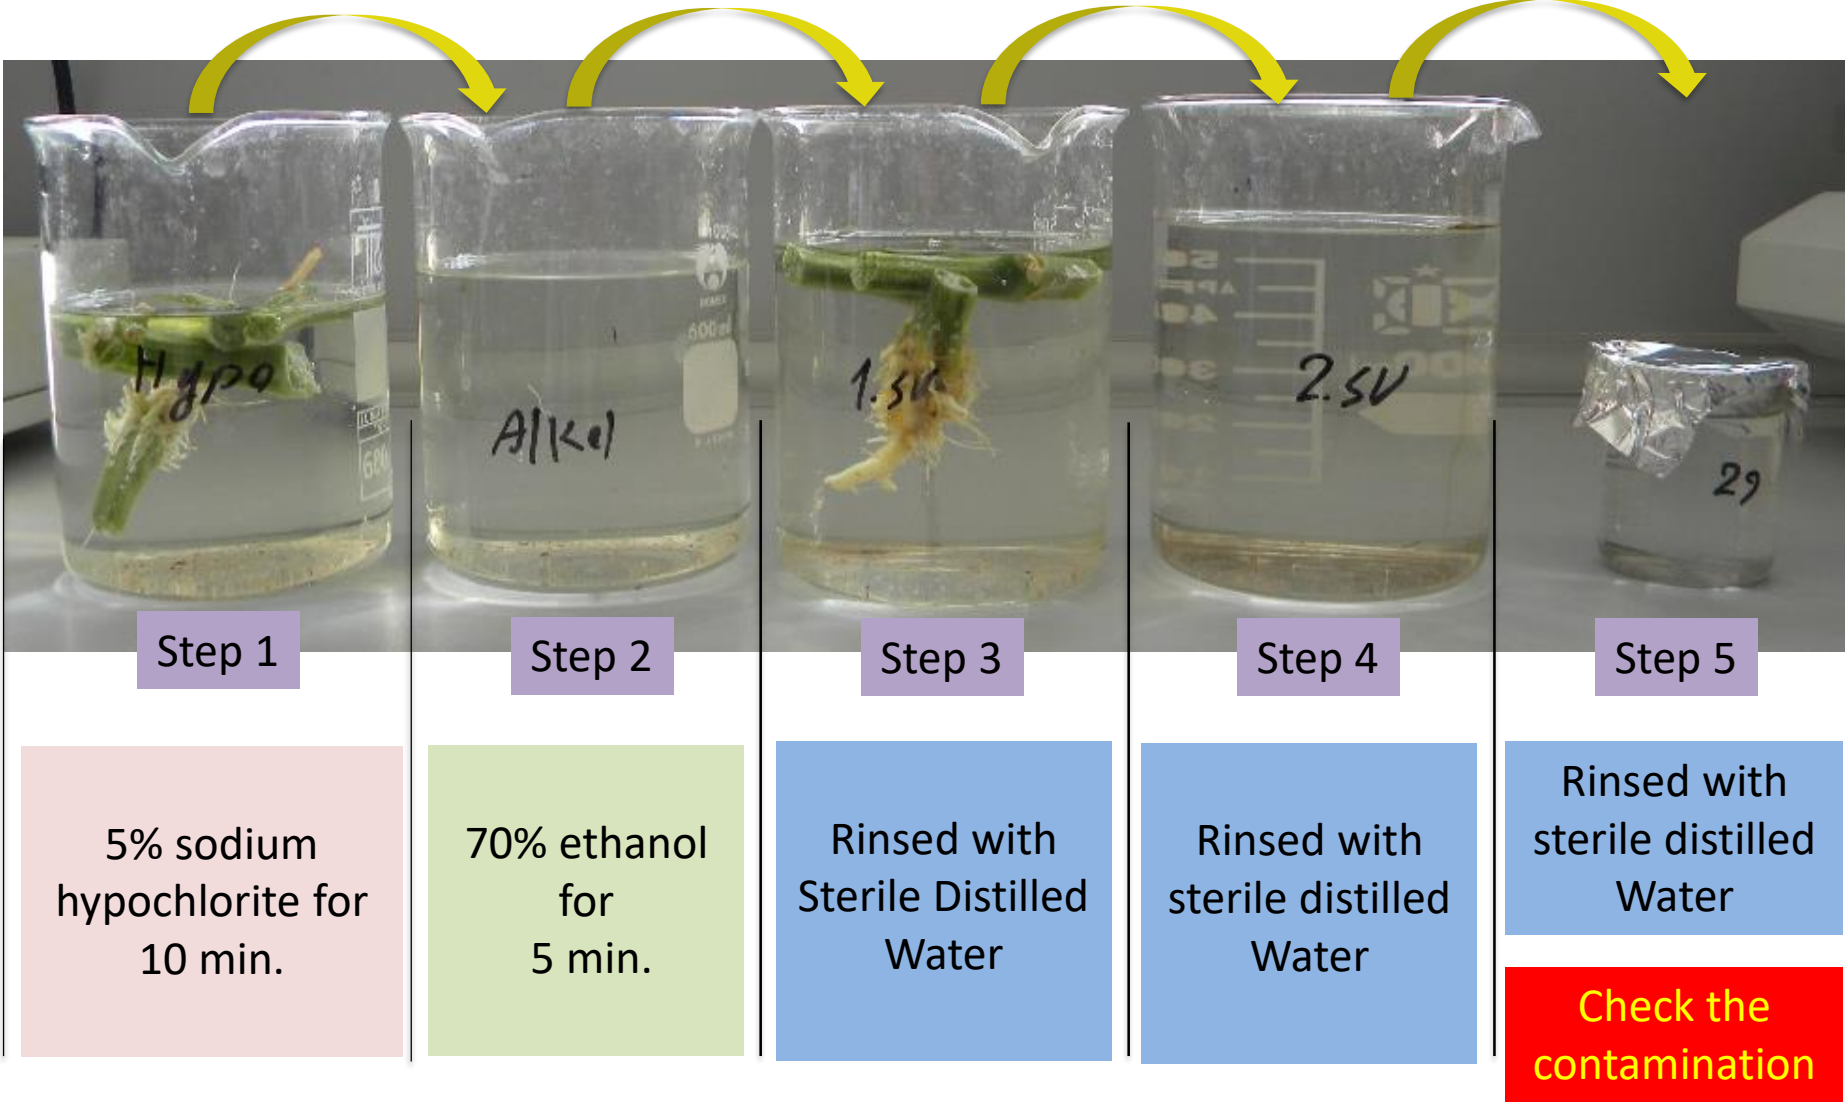 Hypo
Alkol
1.SU
2.SU
29
600ml
Step 1
Step 2
Step 3
Step 4
Step 5
5% sodium
hypochlorite for
10 min.
70% ethanol
for
5 min.
Rinsed with
Sterile Distilled
Water
Rinsed with
sterile distilled
Water
Rinsed with
sterile distilled
Water
Check the
contamination